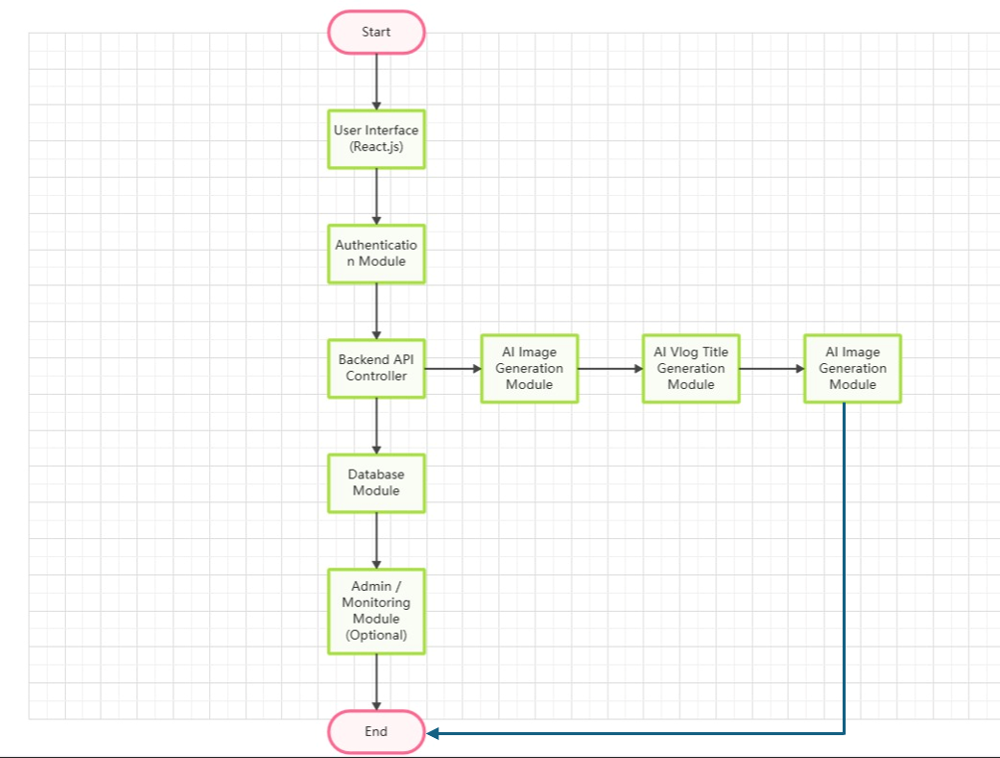 Start
User Interface
(React.js)
Authenticatio
n Module
Backend API
Controller
AI Image
Generation
Module
AI Vlog Title
Generation
Module
AI Image
Generation
Module
Database
Module
Admin /
Monitoring
Module
(Optional)
End